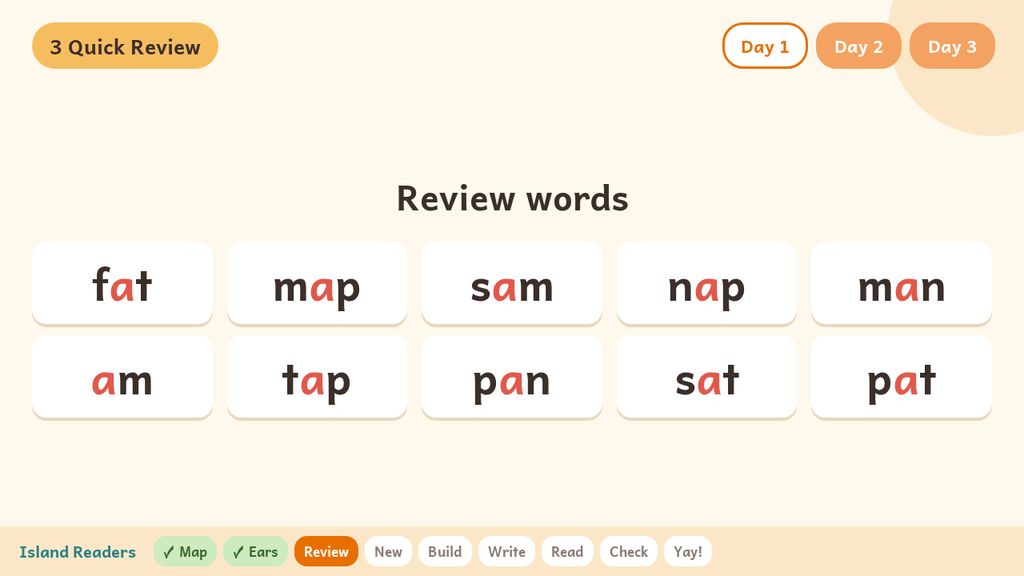 3 Quick Review
Day 1 Day 2 Day 3
Review words
fat map sam nap man
am tap pan sat pat
Island Readers ✓ Map ✓ Ears Review New Build Write Read Check Yay!